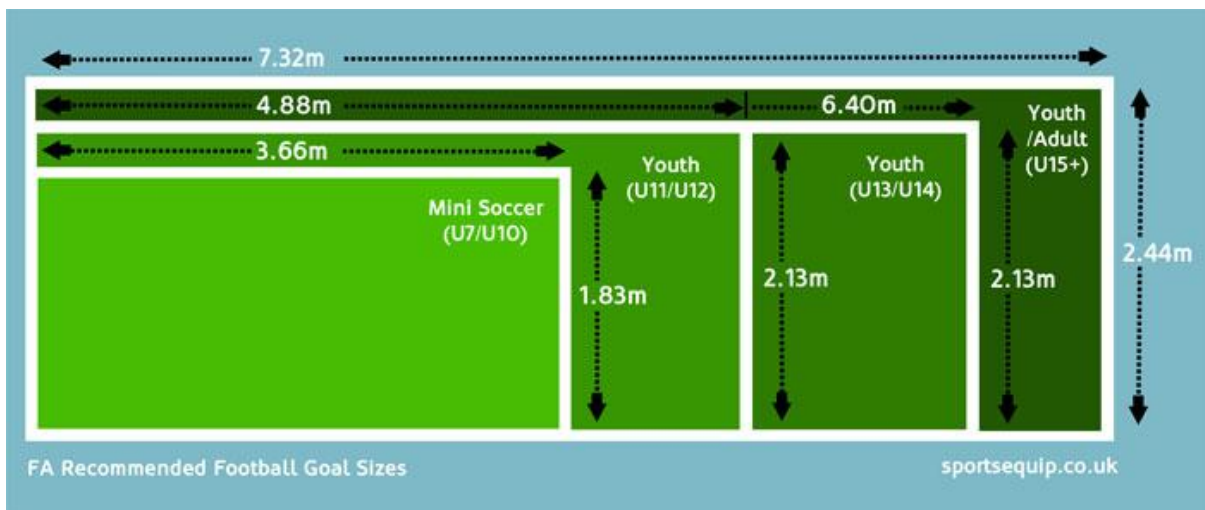 7.32m
4.88m
6.40m
Youth
/Adult
(U15+)
3.66m
Youth
(U11/U12)
Youth
(U13/U14)
Mini Soccer
(U7/U10)
1.83m
2.13m
2.13m
2.44m
FA Recommended Football Goal Sizes
sportsequip.co.uk